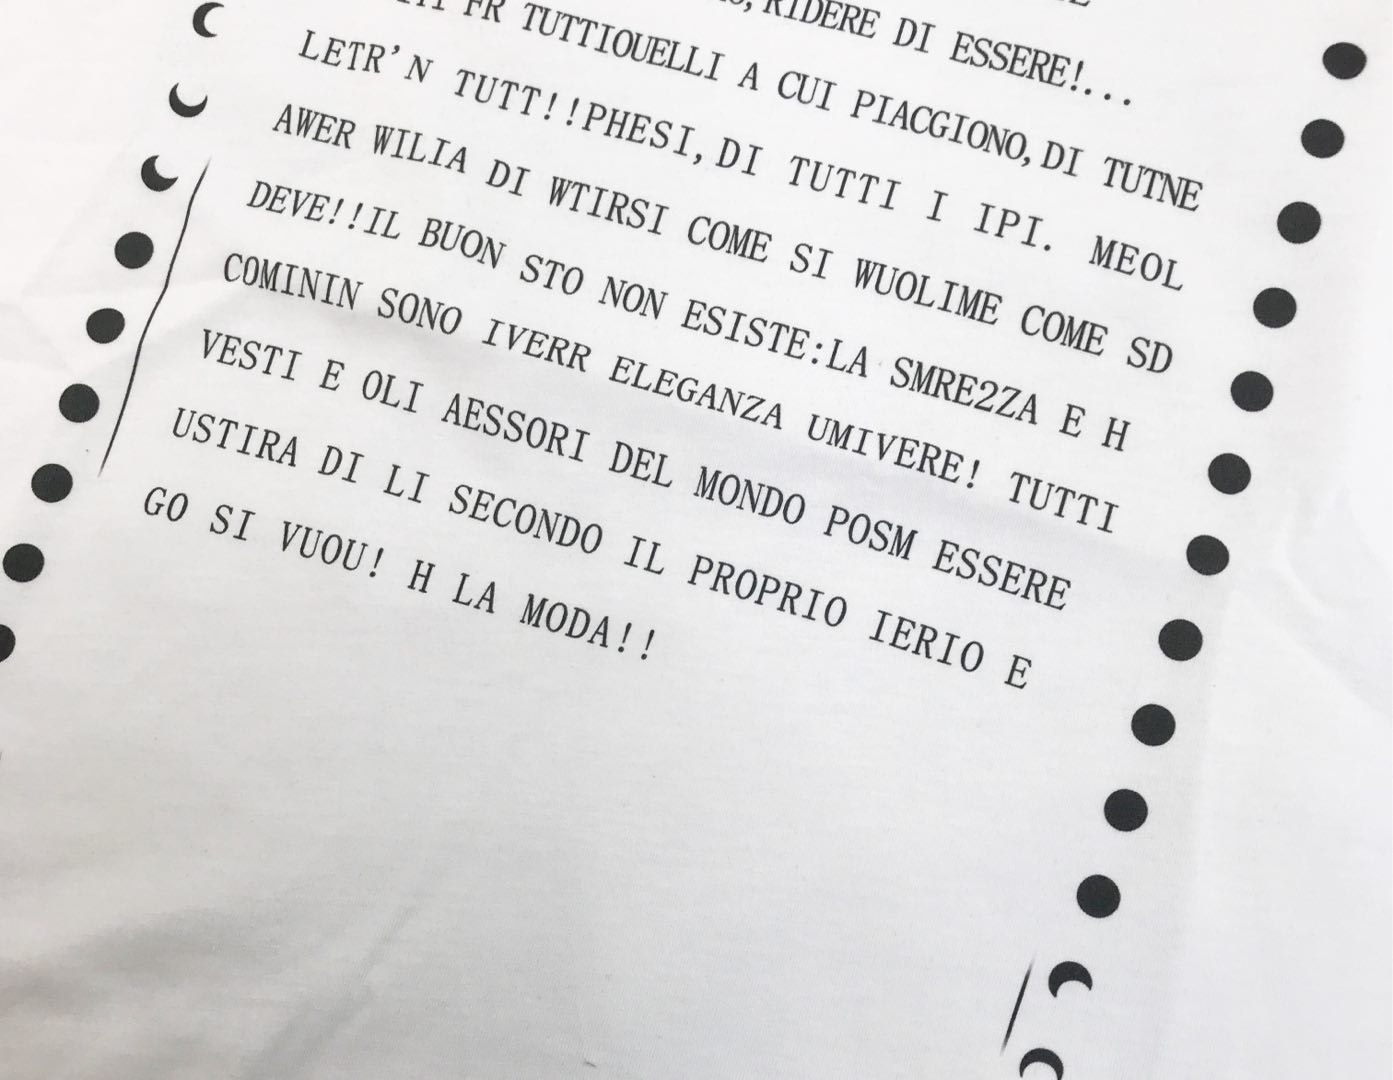 RIDERE DI ESSERE!...
FR TUTTIOUELLI A CUI PIACGIONO,DI TUTNE
LETR'N TUTT!!PHESI,DI TUTTI I IPI. MEOL
AWER WILIA DI WTIRSI COME SI WUOLIME COME SD
DEVE!!IL BUON STO NON ESISTE:LA SMRE2ZA E H
COMININ SONO IVERR ELEGANZA UMIVERE! TUTTI
VESTI E OLI AESSORI DEL MONDO POSM ESSERE
USTIRA DI LI SECONDO IL PROPRIO IERIO E
GO SI VUOU! H LA MODA!!